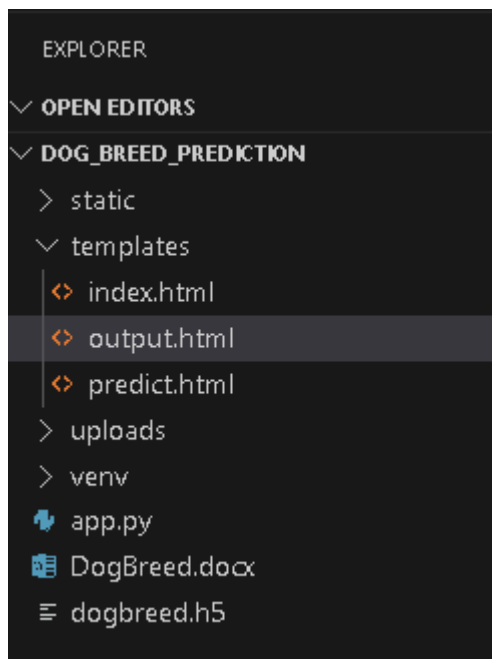 EXPLORER
OPEN EDITORS
DOG_BREED_PREDICTION
static
templates
index.html
output.html
predict.html
uploads
venv
app.py
DogBreed.docx
dogbreed.h5